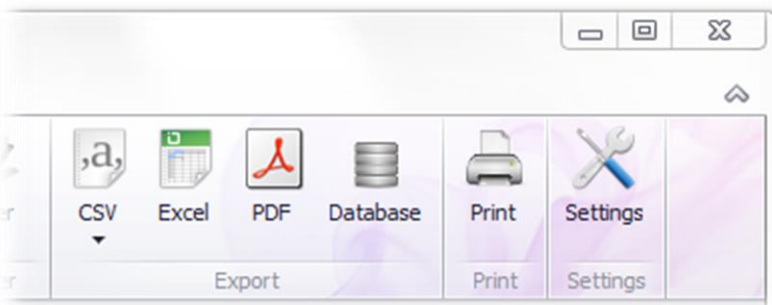 ,a,
CSV Excel PDF Database Print Settings
Export Print Settings